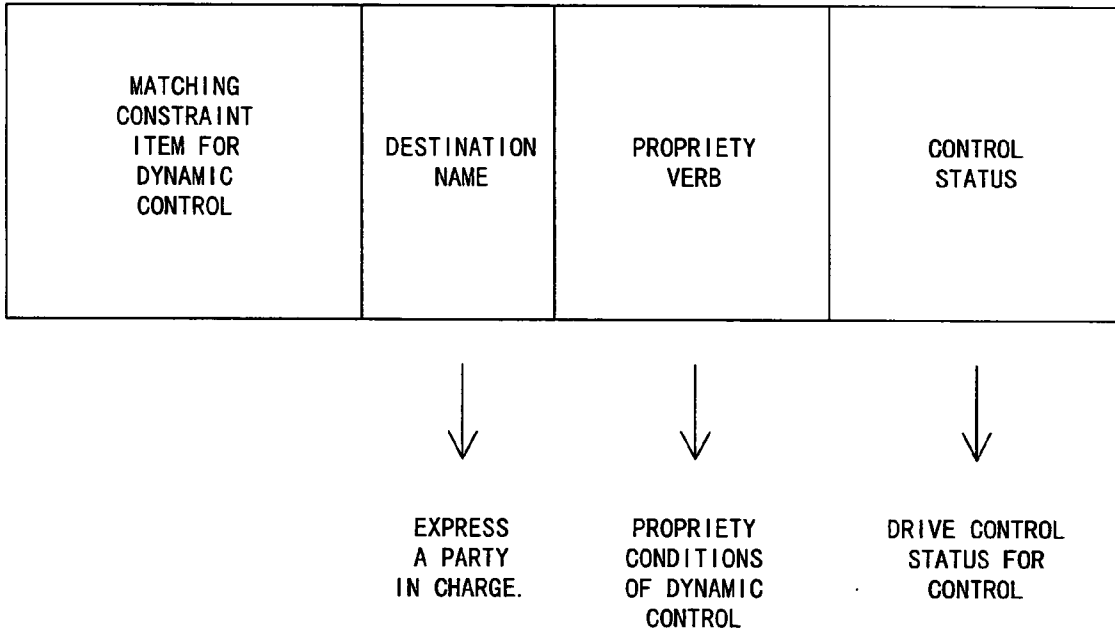 MATCHING
CONSTRAINT
ITEM FOR
DYNAMIC
CONTROL
DESTINATION
NAME
PROPRIETY
VERB
CONTROL
STATUS
EXPRESS
A PARTY
IN CHARGE.
PROPRIETY
CONDITIONS
OF DYNAMIC
CONTROL
DRIVE CONTROL
STATUS FOR
CONTROL